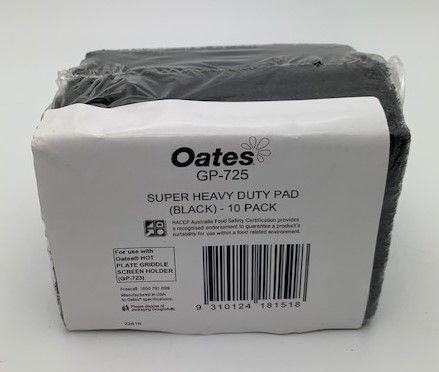 Oates
GP-725
SUPER HEAVY DUTY PAD
(BLACK) - 10 PACK
HACCP Australia Food Safety Certification provides
a recognised endorsement to guarantee a product's
suitability for use within a food related environment.
For use with
Oates® HOT
PLATE GRIDDLE
SCREEN HOLDER
(GP-723)
Freecall 1800 791 099
Manufactured in USA
to Oates® specifications.
Please dispose of
packaging thoughtfully
9 310124 181518